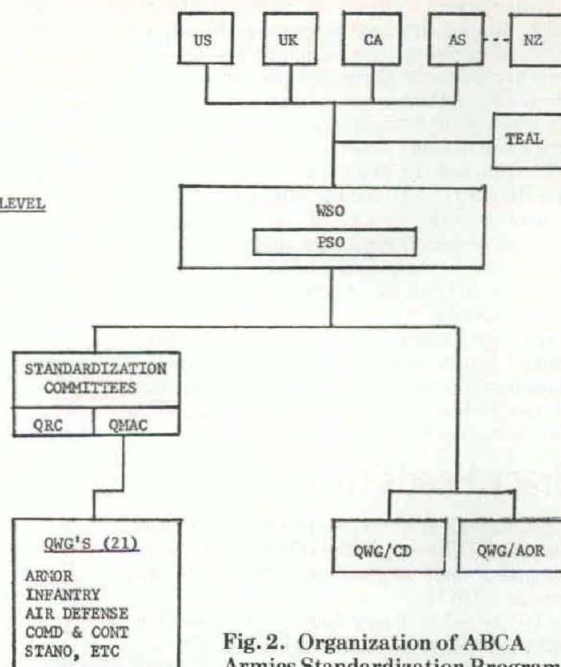 US UK CA AS NZ
TEAL
LEVEL
WSO
PSO
STANDARDIZATION
COMMITTEES
QRC QMAC
QWG'S (21)
ARMOR
INFANTRY
AIR DEFENSE
COMD & CONT
STANO, ETC
QWG/CD QWG/AOR
Fig. 2. Organization of ABCA
Armies Standardization Program